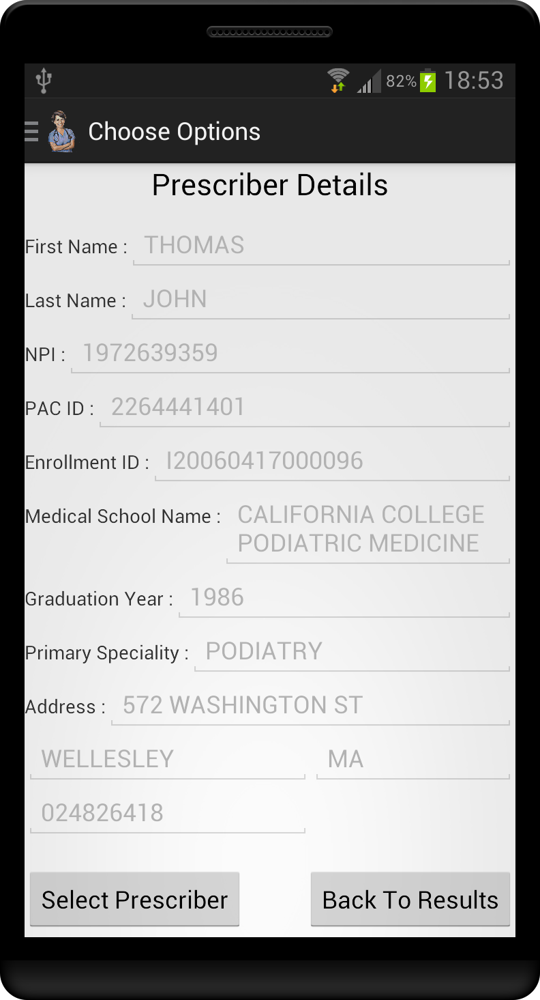 82% 18:53
Choose Options
Prescriber Details
First Name : THOMAS
Last Name : JOHN
NPI : 1972639359
PAC ID : 2264441401
Enrollment ID : I20060417000096
Medical School Name : CALIFORNIA COLLEGE
PODIATRIC MEDICINE
Graduation Year : 1986
Primary Speciality : PODIATRY
Address : 572 WASHINGTON ST
WELLESLEY MA
024826418
Select Prescriber Back To Results